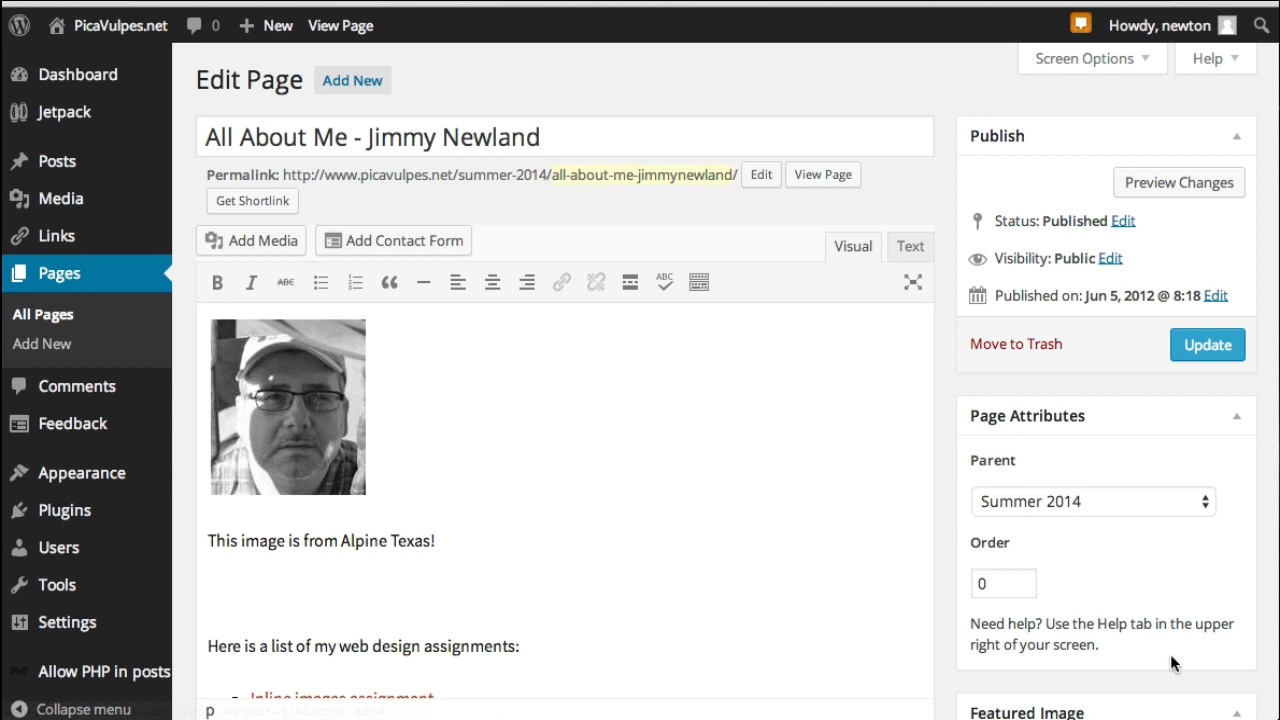 PicaVulpes.net 0 New View Page Howdy, newton
Dashboard
Jetpack
Posts
Media
Links
Pages
All Pages
Add New
Comments
Feedback
Appearance
Plugins
Users
Tools
Settings
PHP Allow PHP in posts
Collapse menu
Screen Options Help
Edit Page Add New
All About Me - Jimmy Newland
Permalink: http://www.picavulpes.net/summer-2014/all-about-me-jimmynewland/ Edit View Page
Get Shortlink
Add Media Add Contact Form Visual Text
B I ABC ABC
This image is from Alpine Texas!
Here is a list of my web design assignments:
Inline images assignment
p
Publish
Preview Changes
Status: Published Edit
Visibility: Public Edit
Published on: Jun 5, 2012 @ 8:18 Edit
Move to Trash Update
Page Attributes
Parent
Summer 2014
Order
0
Need help? Use the Help tab in the upper
right of your screen.
Featured Image